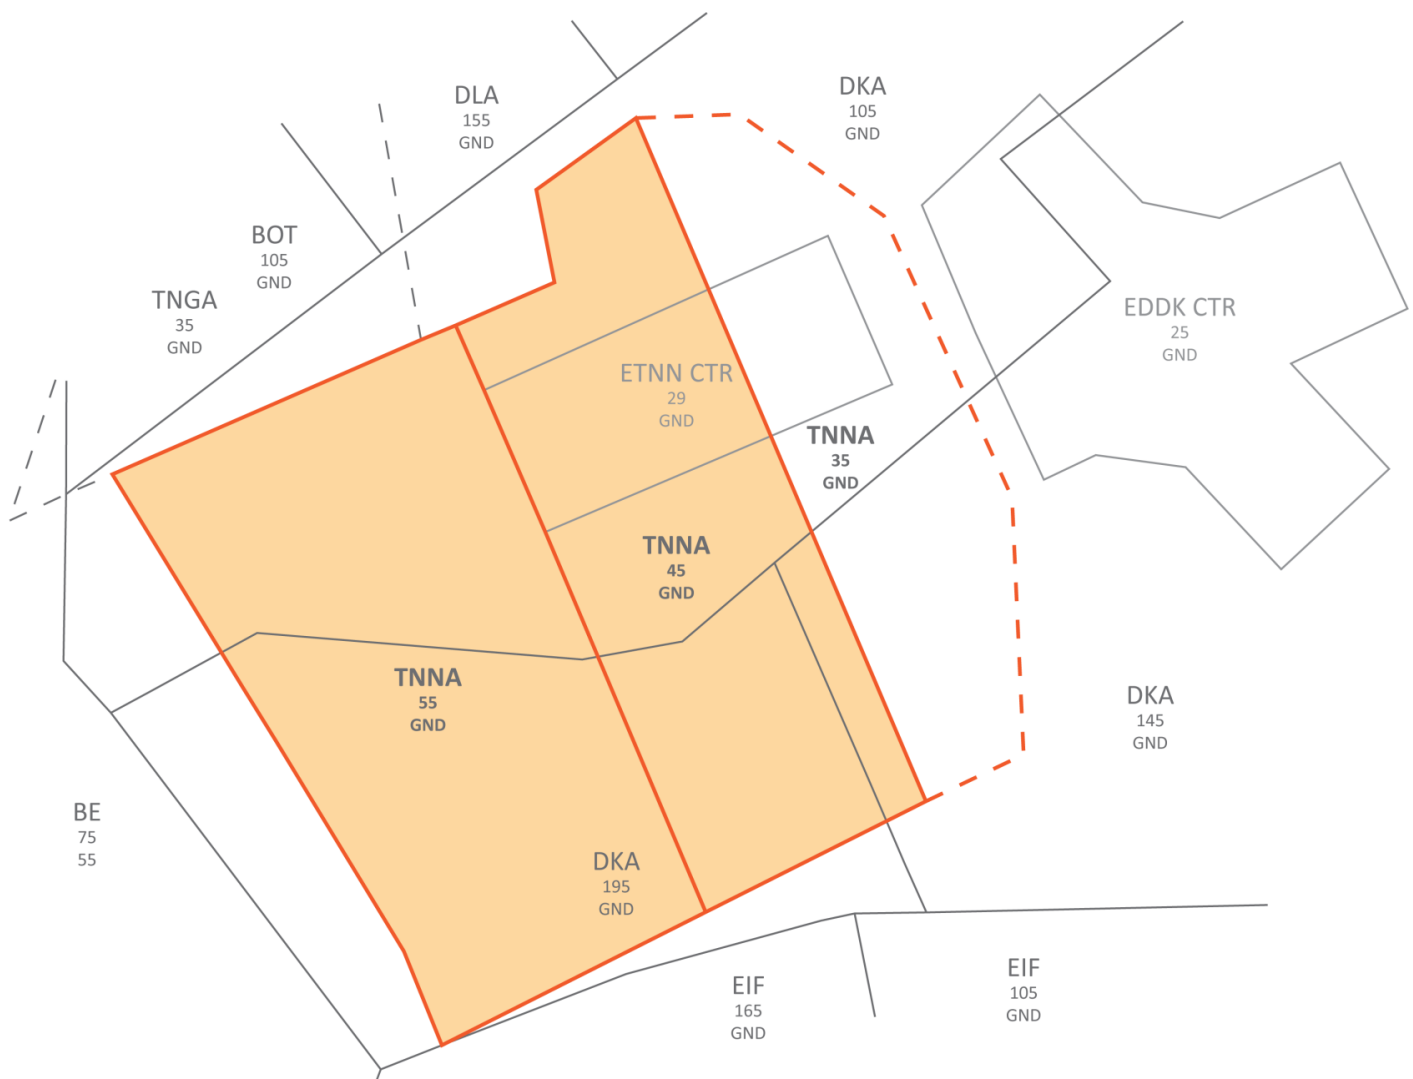 DKA
105
GND
DLA
155
GND
BOT
105
GND
TNGA
35
GND
EDDK CTR
25
GND
ETNN CTR
29
GND
TNNA
35
GND
TNNA
45
GND
TNNA
55
GND
DKA
145
GND
BE
75
55
DKA
195
GND
EIF
165
GND
EIF
105
GND